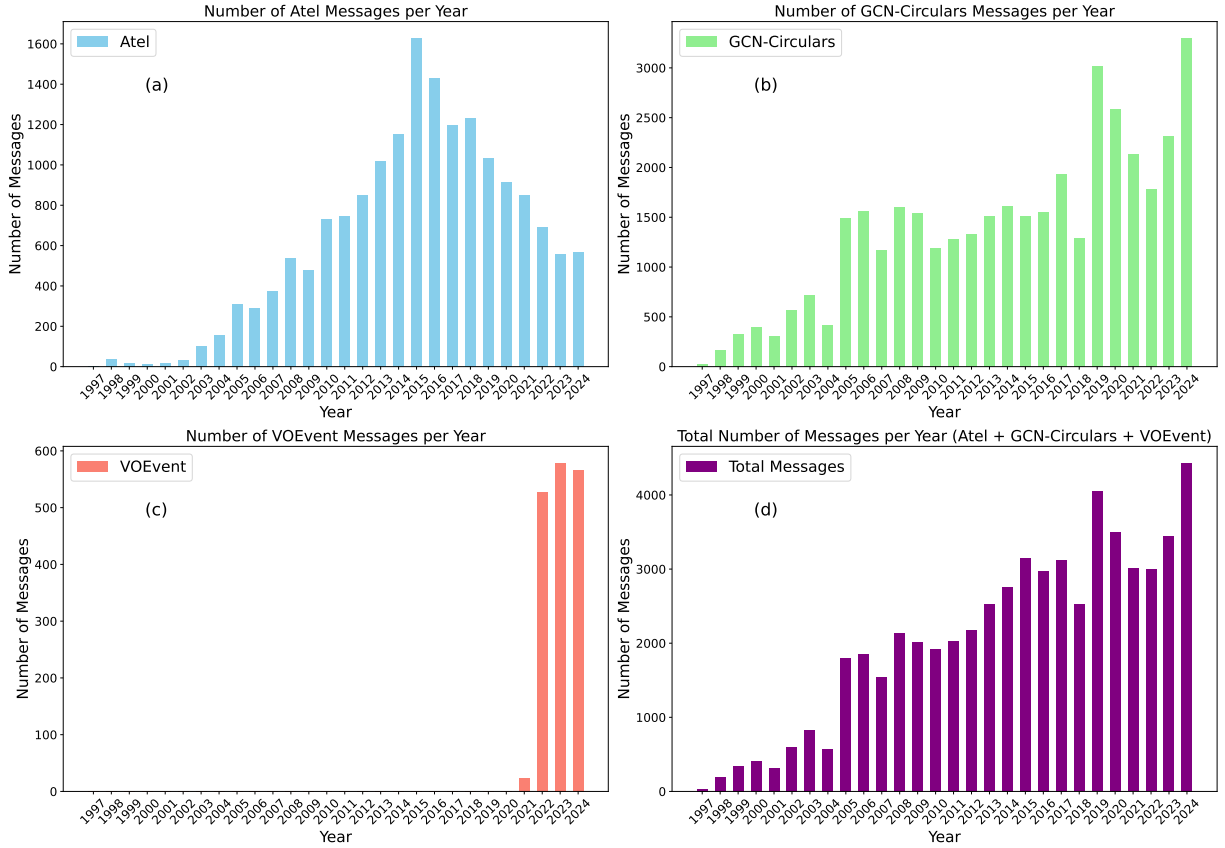 Number of Atel Messages per Year
Atel
(a)
Number of Messages
1600
1400
1200
1000
800
600
400
200
0
1997 1998 1999 2000 2001 2002 2003 2004 2005 2006 2007 2008 2009 2010 2011 2012 2013 2014 2015 2016 2017 2018 2019 2020 2021 2022 2023 2024
Year
Number of GCN-Circulars Messages per Year
GCN-Circulars
(b)
Number of Messages
3000
2500
2000
1500
1000
500
0
1997 1998 1999 2000 2001 2002 2003 2004 2005 2006 2007 2008 2009 2010 2011 2012 2013 2014 2015 2016 2017 2018 2019 2020 2021 2022 2023 2024
Year
Number of VOEvent Messages per Year
VOEvent
(c)
Number of Messages
600
500
400
300
200
100
0
1997 1998 1999 2000 2001 2002 2003 2004 2005 2006 2007 2008 2009 2010 2011 2012 2013 2014 2015 2016 2017 2018 2019 2020 2021 2022 2023 2024
Year
Total Number of Messages per Year (Atel + GCN-Circulars + VOEvent)
Total Messages
(d)
Number of Messages
4000
3000
2000
1000
0
1997 1998 1999 2000 2001 2002 2003 2004 2005 2006 2007 2008 2009 2010 2011 2012 2013 2014 2015 2016 2017 2018 2019 2020 2021 2022 2023 2024
Year